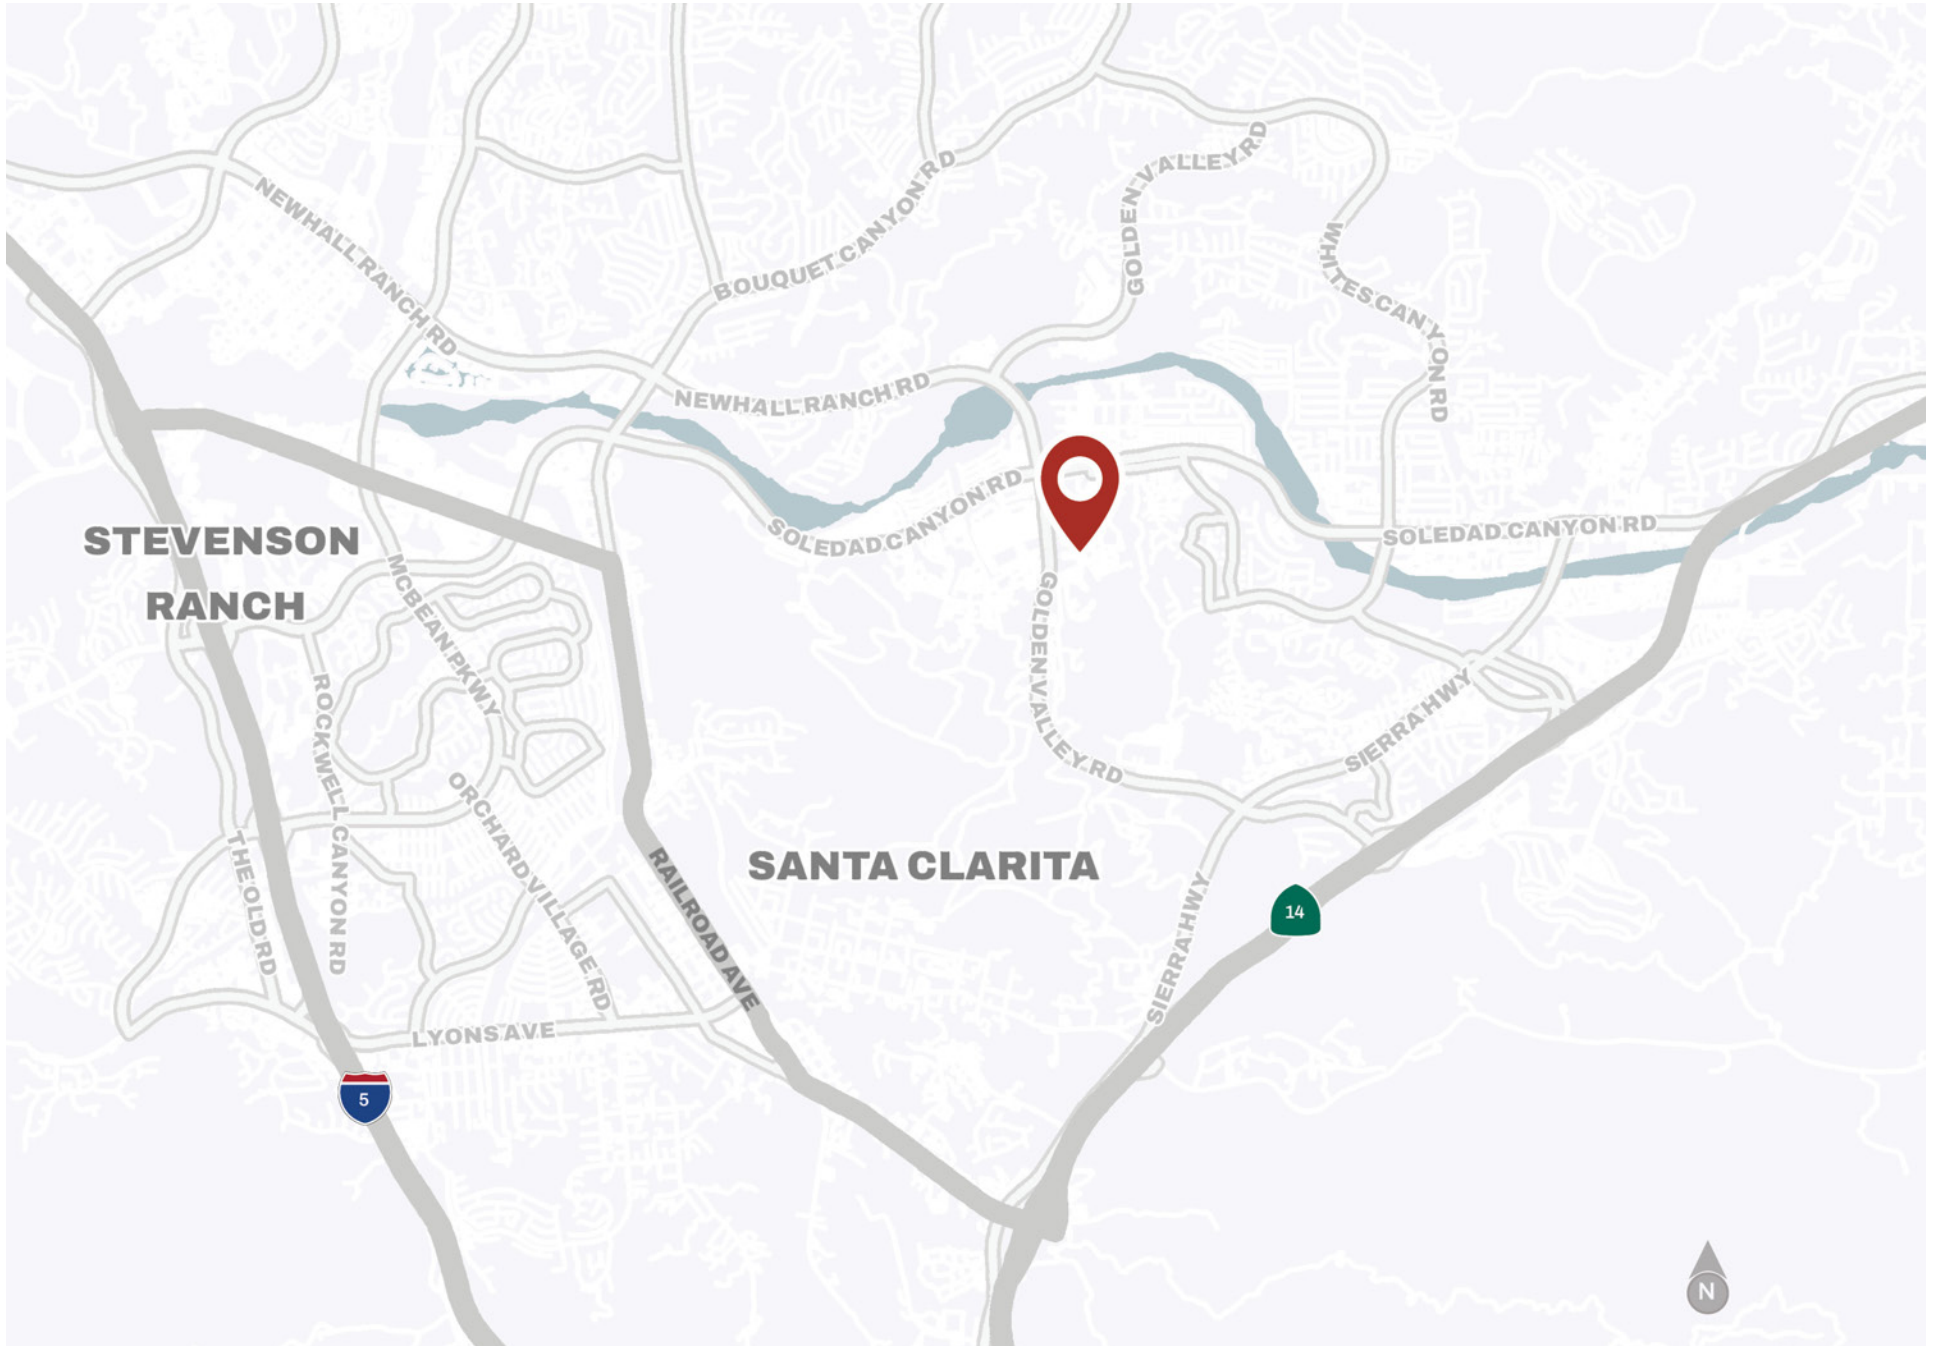 GOLDEN VALLEY RD
BOUQUET CANYON RD
NEWHALL RANCH RD
WHITES CANYON RD
NEWHALL RANCH RD
SOLEDAD CANYON RD
SOLEDAD CANYON RD
STEVENSON
RANCH
MCBEAN PKWY
GOLDEN VALLEY RD
ROCKWELL CANYON RD
SIERRA HWY
ORCHARD VILLAGE RD
THE OLD RD
RAILROAD AVE
SANTA CLARITA
SIERRA HWY
14
LYONS AVE
5
N